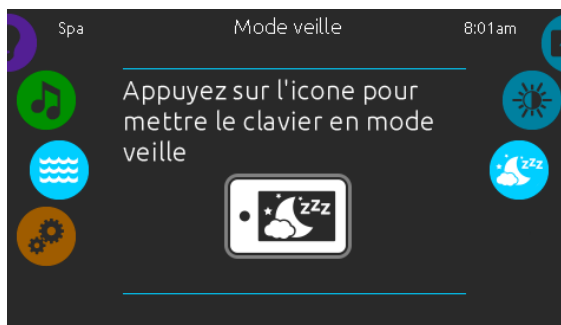 Spa
Mode veille
8:01am
Appuyez sur l'icone pour
mettre le clavier en mode
veille
zzz
zzz